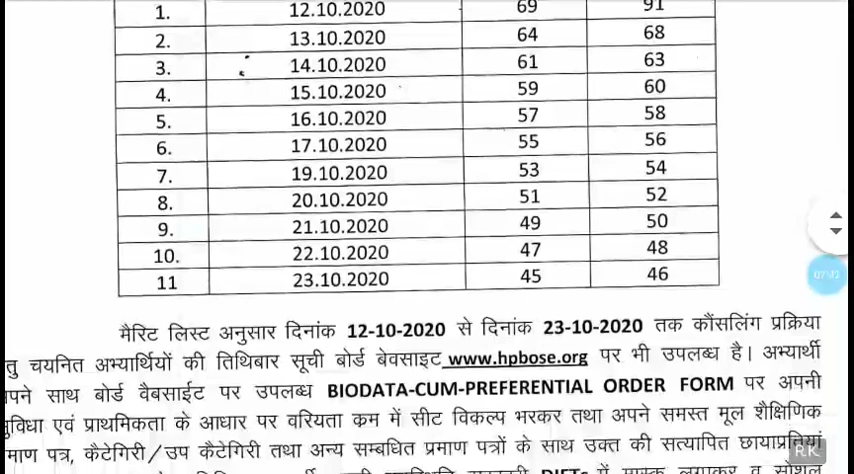 1. 12.10.2020 69 91
2. 13.10.2020 64 68
3. 14.10.2020 61 63
4. 15.10.2020 59 60
5. 16.10.2020 57 58
6. 17.10.2020 55 56
7. 19.10.2020 53 54
8. 20.10.2020 51 52
9. 21.10.2020 49 50
10. 22.10.2020 47 48
11 23.10.2020 45 46
मैरिट लिस्ट अनुसार दिनांक 12-10-2020 से दिनांक 23-10-2020 तक कौंसलिंग प्रक्रिया
तु चयनित अभ्यार्थियों की तिथिबार सूची बोर्ड बेवसाइट www.hpbose.org पर भी उपलब्ध है। अभ्यार्थी
पने साथ बोर्ड वैबसाईट पर उपलब्ध BIODATA-CUM-PREFERENTIAL ORDER FORM पर अपनी
ुविधा एवं प्राथमिकता के आधार पर वरियता कम में सीट विकल्प भरकर तथा अपने समस्त मूल शैक्षिणिक
माण पत्र, कैटेगिरी/उप कैटेगिरी तथा अन्य सम्बधित प्रमाण पत्रों के साथ उक्त की सत्यापित छायाप्रतियां
DIETs में मास्क लगाकर व सोशल
R.K